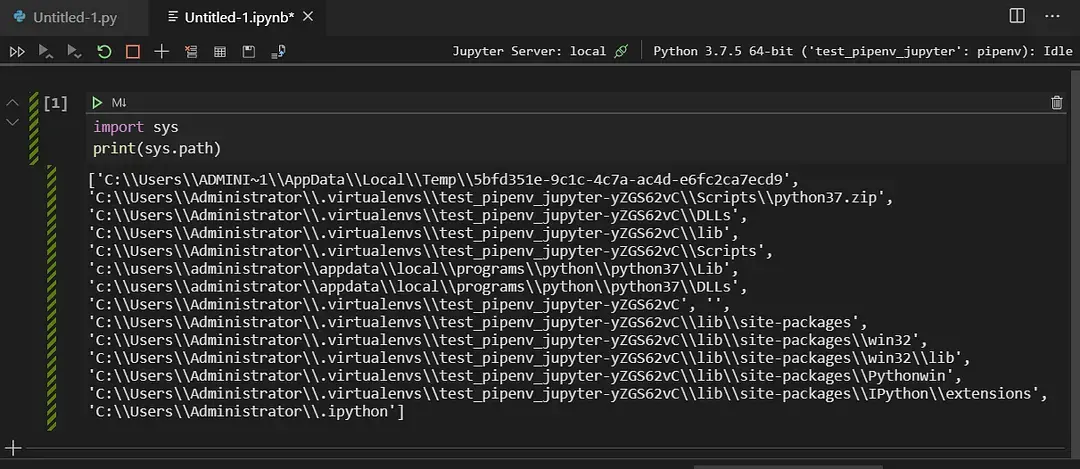 Untitled-1.py
Untitled-1.ipynb*
Jupyter Server: local
Python 3.7.5 64-bit ('test_pipenv_jupyter': pipenv): Idle
[1]
M↓
import sys
print(sys.path)
['C:\\Users\\ADMINI~1\\AppData\\Local\\Temp\\5bfd351e-9c1c-4c7a-ac4d-e6fc2ca7ecd9',
'C:\\Users\\Administrator\\.virtualenvs\\test_pipenv_jupyter-yZGS62vC\\Scripts\\python37.zip',
'C:\\Users\\Administrator\\.virtualenvs\\test_pipenv_jupyter-yZGS62vC\\DLLs',
'C:\\Users\\Administrator\\.virtualenvs\\test_pipenv_jupyter-yZGS62vC\\lib',
'C:\\Users\\Administrator\\.virtualenvs\\test_pipenv_jupyter-yZGS62vC\\Scripts',
'c:\\users\\administrator\\appdata\\local\\programs\\python\\python37\\Lib',
'c:\\users\\administrator\\appdata\\local\\programs\\python\\python37\\DLLs',
'C:\\Users\\Administrator\\.virtualenvs\\test_pipenv_jupyter-yZGS62vC', '',
'C:\\Users\\Administrator\\.virtualenvs\\test_pipenv_jupyter-yZGS62vC\\lib\\site-packages',
'C:\\Users\\Administrator\\.virtualenvs\\test_pipenv_jupyter-yZGS62vC\\lib\\site-packages\\win32',
'C:\\Users\\Administrator\\.virtualenvs\\test_pipenv_jupyter-yZGS62vC\\lib\\site-packages\\win32\\lib',
'C:\\Users\\Administrator\\.virtualenvs\\test_pipenv_jupyter-yZGS62vC\\lib\\site-packages\\Pythonwin',
'C:\\Users\\Administrator\\.virtualenvs\\test_pipenv_jupyter-yZGS62vC\\lib\\site-packages\\IPython\\extensions',
'C:\\Users\\Administrator\\.ipython']